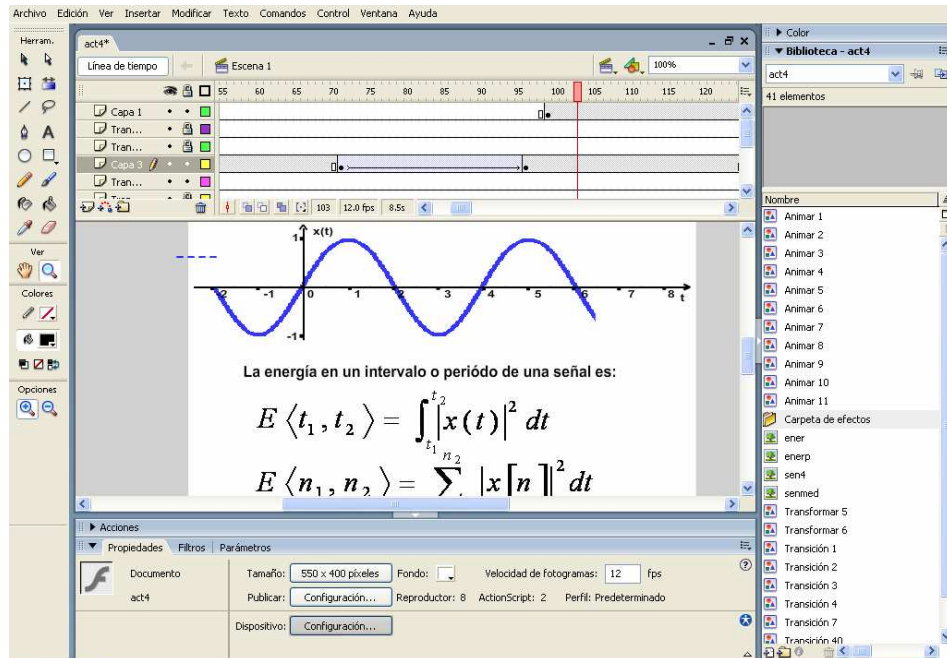 Archivo Edición Ver Insertar Modificar Texto Comandos Control Ventana Ayuda
Herram.
Ver
Colores
Opciones
act4*
Línea de tiempo
Escena 1
100%
55 60 65 70 75 80 85 90 95 100 105 110 115 120
Capa 1
Tran...
Tran...
Capa 3
Tran...
103 12.0 fps 8.5s
x(t)
1
-2 -1 0 1 2 3 4 5 6 7 8 t
-1
La energía en un intervalo o periódo de una señal es:
E ⟨t₁, t₂⟩ = ∫_{t₁}^{t₂} |x(t)|² dt
E ⟨n₁, n₂⟩ = ∑^{n₂} |x[n]|² dt
Acciones
Propiedades Filtros Parámetros
Documento
act4
Tamaño: 550 x 400 píxeles Fondo: Velocidad de fotogramas: 12 fps
Publicar: Configuración... Reproductor: 8 ActionScript: 2 Perfil: Predeterminado
Dispositivo: Configuración...
Color
Biblioteca - act4
act4
41 elementos
Nombre
Animar 1
Animar 2
Animar 3
Animar 4
Animar 5
Animar 6
Animar 7
Animar 8
Animar 9
Animar 10
Animar 11
Carpeta de efectos
ener
enerp
sen4
senmed
Transformar 5
Transformar 6
Transición 1
Transición 2
Transición 3
Transición 4
Transición 7
Transición 40